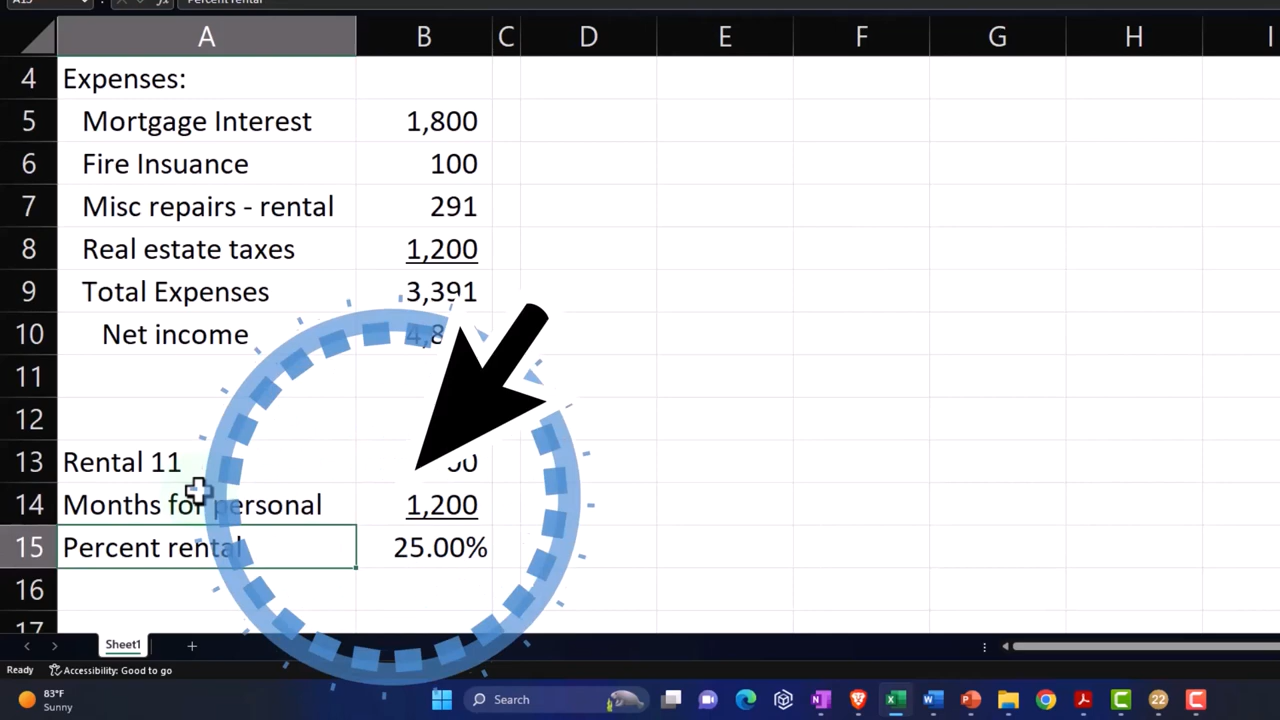 A B C D E F G H I
4 Expenses:
5 Mortgage Interest 1,800
6 Fire Insuance 100
7 Misc repairs - rental 291
8 Real estate taxes 1,200
9 Total Expenses 3,391
10 Net income
11
12
13 Rental 11
14 Months for personal 1,200
15 Percent rental 25.00%
16
17
Sheet1
Ready Accessibility: Good to go
83°F
Sunny
Search
22